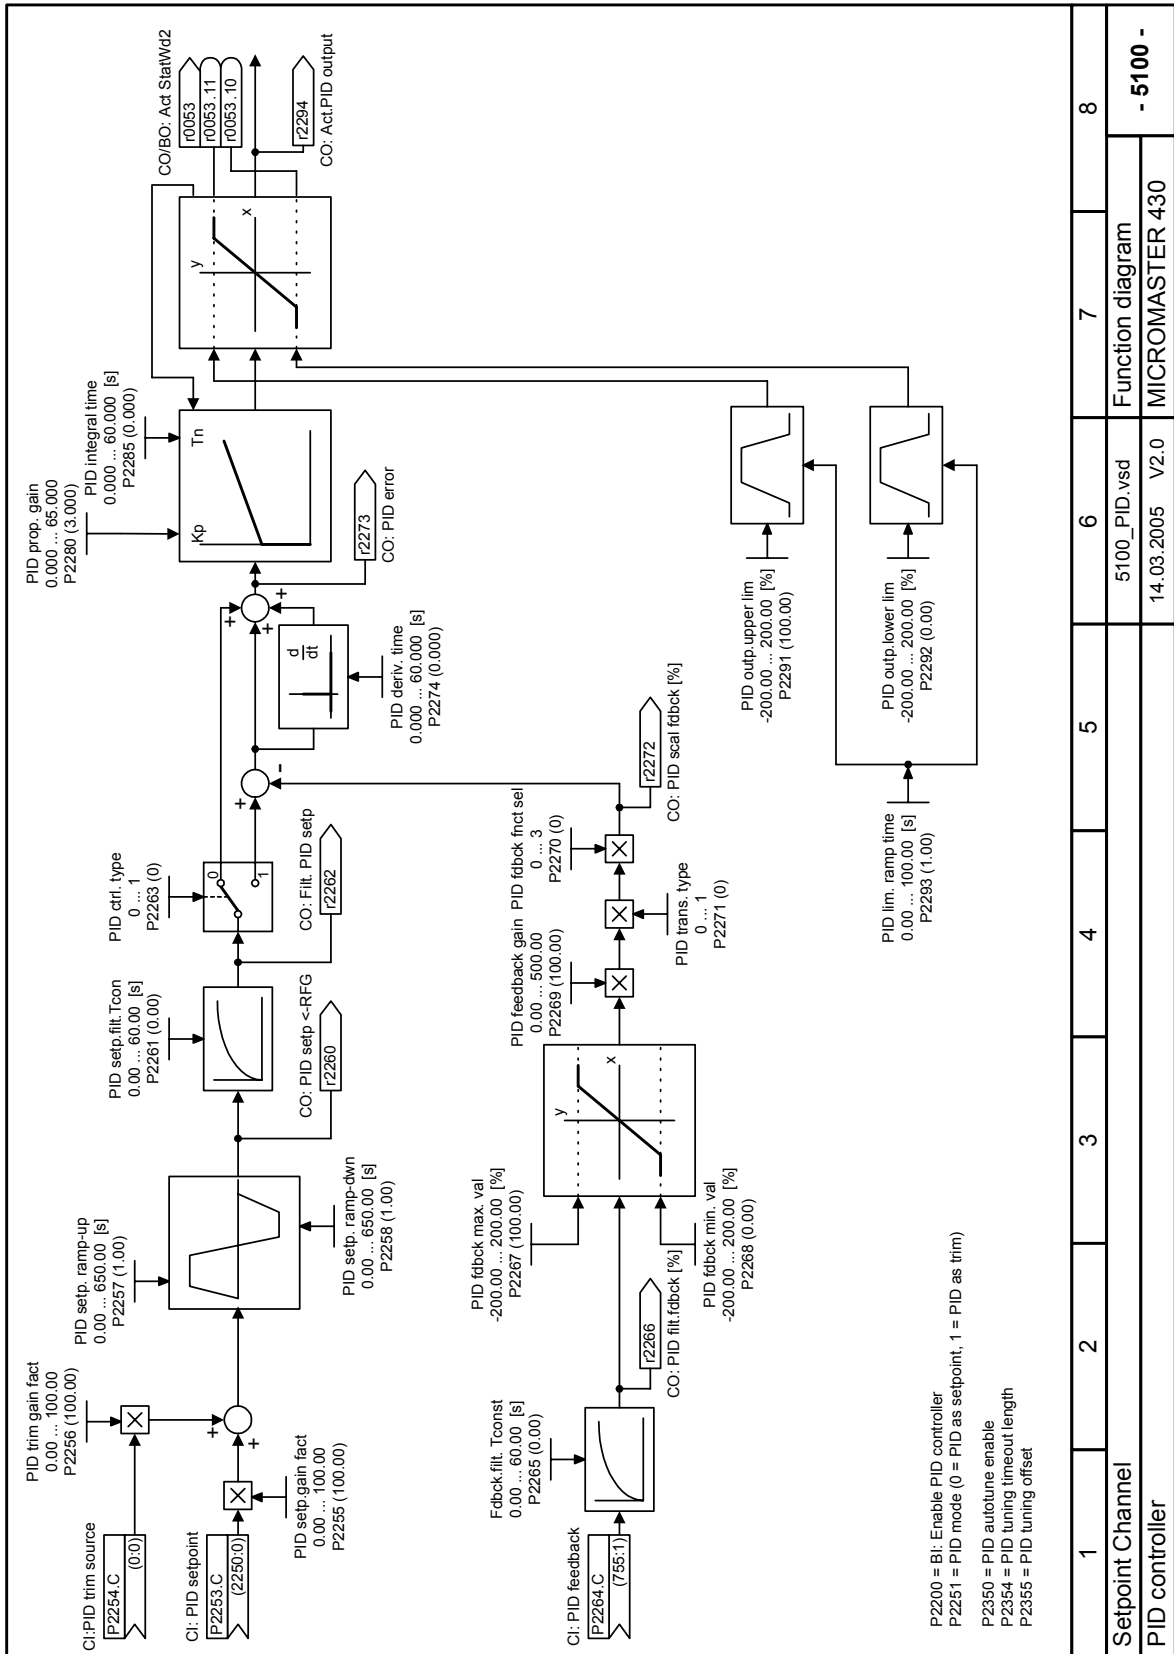 PID trim gain fact
0.00 ... 100.00
P2256 (100.00)
CI:PID trim source
P2254.C
(0:0)
CI: PID setpoint
P2253.C
(2250:0)
PID setp.gain fact
0.00 ... 100.00
P2255 (100.00)
+
+
PID setp. ramp-up
0.00 ... 650.00 [s]
P2257 (1.00)
PID setp. ramp-dwn
0.00 ... 650.00 [s]
P2258 (1.00)
PID setp.filt.Tcon
0.00 ... 60.00 [s]
P2261 (0.00)
CO: PID setp <-RFG
r2260
PID ctrl. type
0 ... 1
P2263 (0)
0
1
CO: Filt. PID setp
r2262
+
-
d
dt
PID deriv. time
0.000 ... 60.000 [s]
P2274 (0.000)
+
+
+
r2273
CO: PID error
PID prop. gain
0.000 ... 65.000
P2280 (3.000)
PID integral time
0.000 ... 60.000 [s]
P2285 (0.000)
Kp
Tn
y
x
CO/BO: Act StatWd2
r0053
r0053.11
r0053.10
r2294
CO: Act.PID output
CI: PID feedback
P2264.C
(755:1)
Fdbck.filt. Tconst
0.00 ... 60.00 [s]
P2265 (0.00)
r2266
CO: PID filt.fdbck [%]
PID fdbck max. val
-200.00 ... 200.00 [%]
P2267 (100.00)
PID fdbck min. val
-200.00 ... 200.00 [%]
P2268 (0.00)
y
x
PID feedback gain
0.00 ... 500.00
P2269 (100.00)
PID trans. type
0 ... 1
P2271 (0)
PID fdbck fnct sel
0 ... 3
P2270 (0)
r2272
CO: PID scal fdbck [%]
PID outp.upper lim
-200.00 ... 200.00 [%]
P2291 (100.00)
PID outp.lower lim
-200.00 ... 200.00 [%]
P2292 (0.00)
PID lim. ramp time
0.00 ... 100.00 [s]
P2293 (1.00)
P2200 = BI: Enable PID controller
P2251 = PID mode (0 = PID as setpoint, 1 = PID as trim)
P2350 = PID autotune enable
P2354 = PID tuning timeout length
P2355 = PID tuning offset
1 2 3 4 5 6 7 8
Setpoint Channel 5100_PID.vsd Function diagram - 5100 -
PID controller 14.03.2005 V2.0 MICROMASTER 430